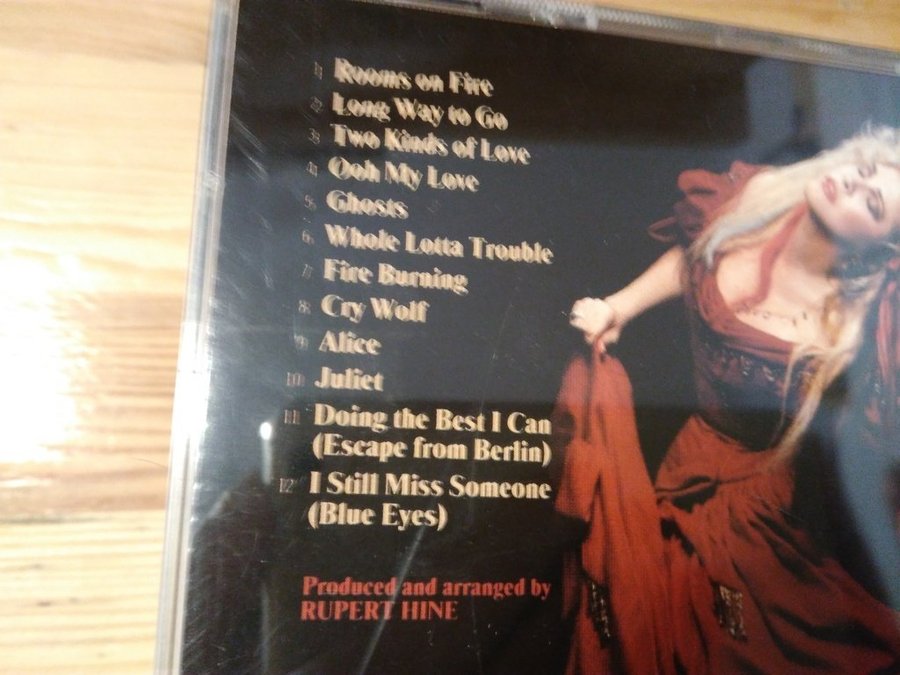 1 Rooms on Fire
2 Long Way to Go
3 Two Kinds of Love
4 Ooh My Love
5 Ghosts
6 Whole Lotta Trouble
7 Fire Burning
8 Cry Wolf
9 Alice
10 Juliet
11 Doing the Best I Can
(Escape from Berlin)
12 I Still Miss Someone
(Blue Eyes)
Produced and arranged by
RUPERT HINE